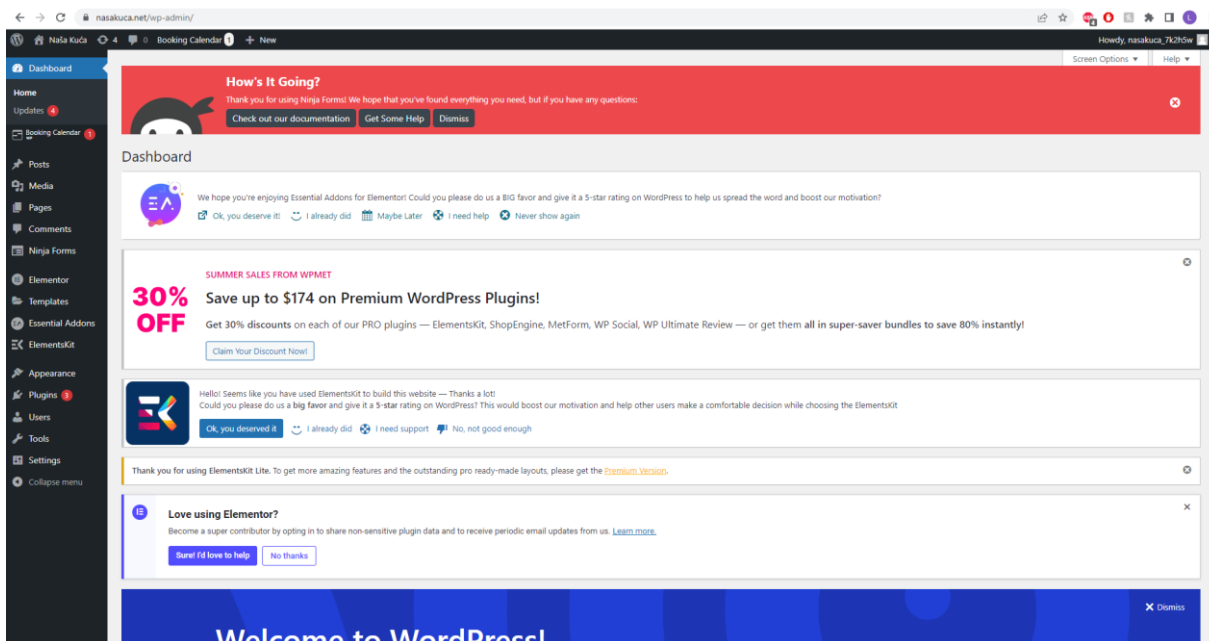 nasakuca.net/wp-admin/
Naša Kuća 4 0 Booking Calendar 1 + New Howdy, nasakuca_7k2h5w
Screen Options ▼ Help ▼
Dashboard
Home
Updates 4
Booking Calendar 1
Posts
Media
Pages
Comments
Ninja Forms
Elementor
Templates
Essential Addons
ElementsKit
Appearance
Plugins 3
Users
Tools
Settings
Collapse menu
How's It Going?
Thank you for using Ninja Forms! We hope that you've found everything you need, but if you have any questions:
Check out our documentation Get Some Help Dismiss
Dashboard
We hope you're enjoying Essential Addons for Elementor! Could you please do us a BIG favor and give it a 5-star rating on WordPress to help us spread the word and boost our motivation?
Ok, you deserve it! I already did Maybe Later I need help Never show again
30%
OFF
SUMMER SALES FROM WPMET
Save up to $174 on Premium WordPress Plugins!
Get 30% discounts on each of our PRO plugins — ElementsKit, ShopEngine, MetForm, WP Social, WP Ultimate Review — or get them all in super-saver bundles to save 80% instantly!
Claim Your Discount Now!
Hello! Seems like you have used ElementsKit to build this website — Thanks a lot!
Could you please do us a big favor and give it a 5-star rating on WordPress? This would boost our motivation and help other users make a comfortable decision while choosing the ElementsKit
Ok, you deserved it I already did I need support No, not good enough
Thank you for using ElementsKit Lite. To get more amazing features and the outstanding pro ready-made layouts, please get the Premium Version.
Love using Elementor?
Become a super contributor by opting in to share non-sensitive plugin data and to receive periodic email updates from us. Learn more.
Sure! I'd love to help No thanks
Dismiss
Welcome to WordPress!